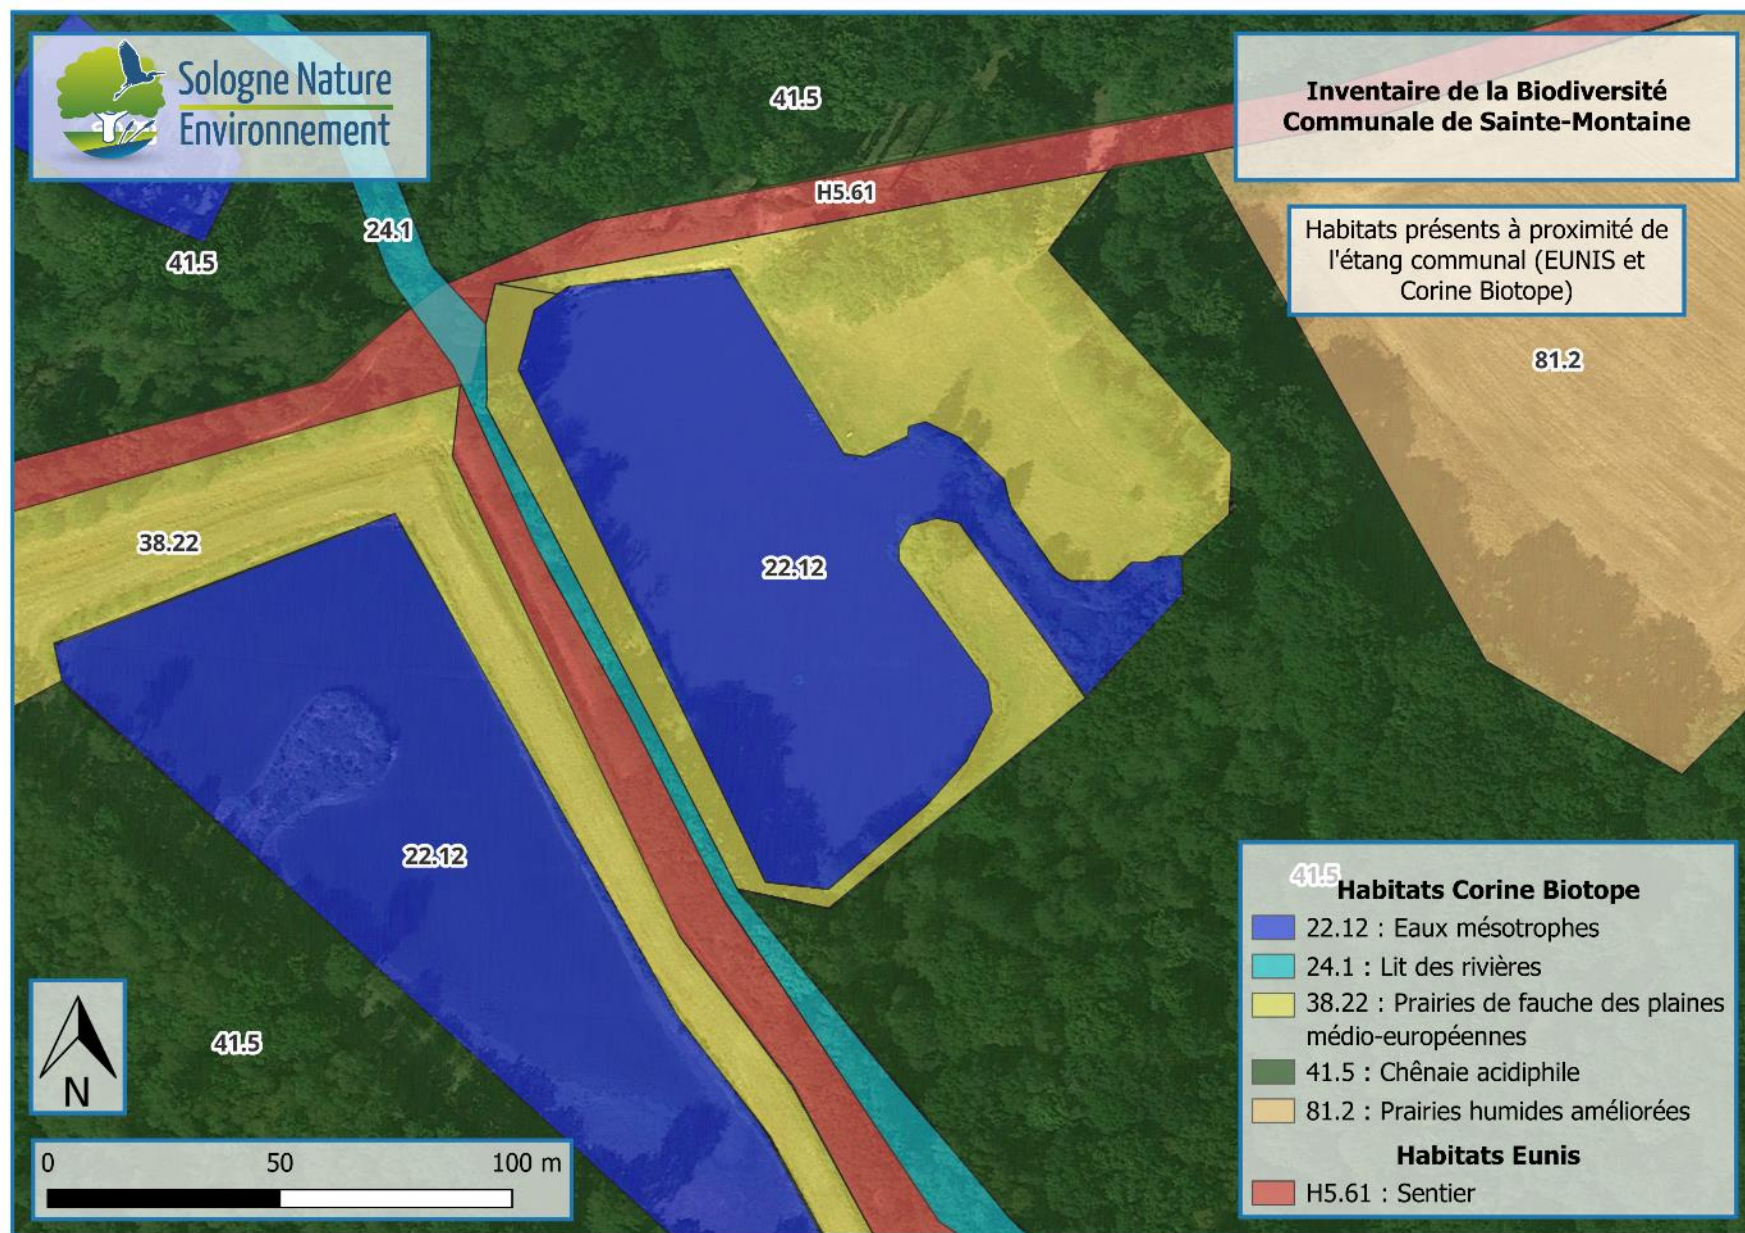 Sologne Nature
Environnement
Inventaire de la Biodiversité
Communale de Sainte-Montaine
Habitats présents à proximité de
l'étang communal (EUNIS et
Corine Biotope)
41.5
H5.61
24.1
41.5
81.2
38.22
22.12
22.12
41.5
41.5
Habitats Corine Biotope
22.12 : Eaux mésotrophes
24.1 : Lit des rivières
38.22 : Prairies de fauche des plaines
médio-européennes
41.5 : Chênaie acidiphile
81.2 : Prairies humides améliorées
Habitats Eunis
H5.61 : Sentier
N
0 50 100 m